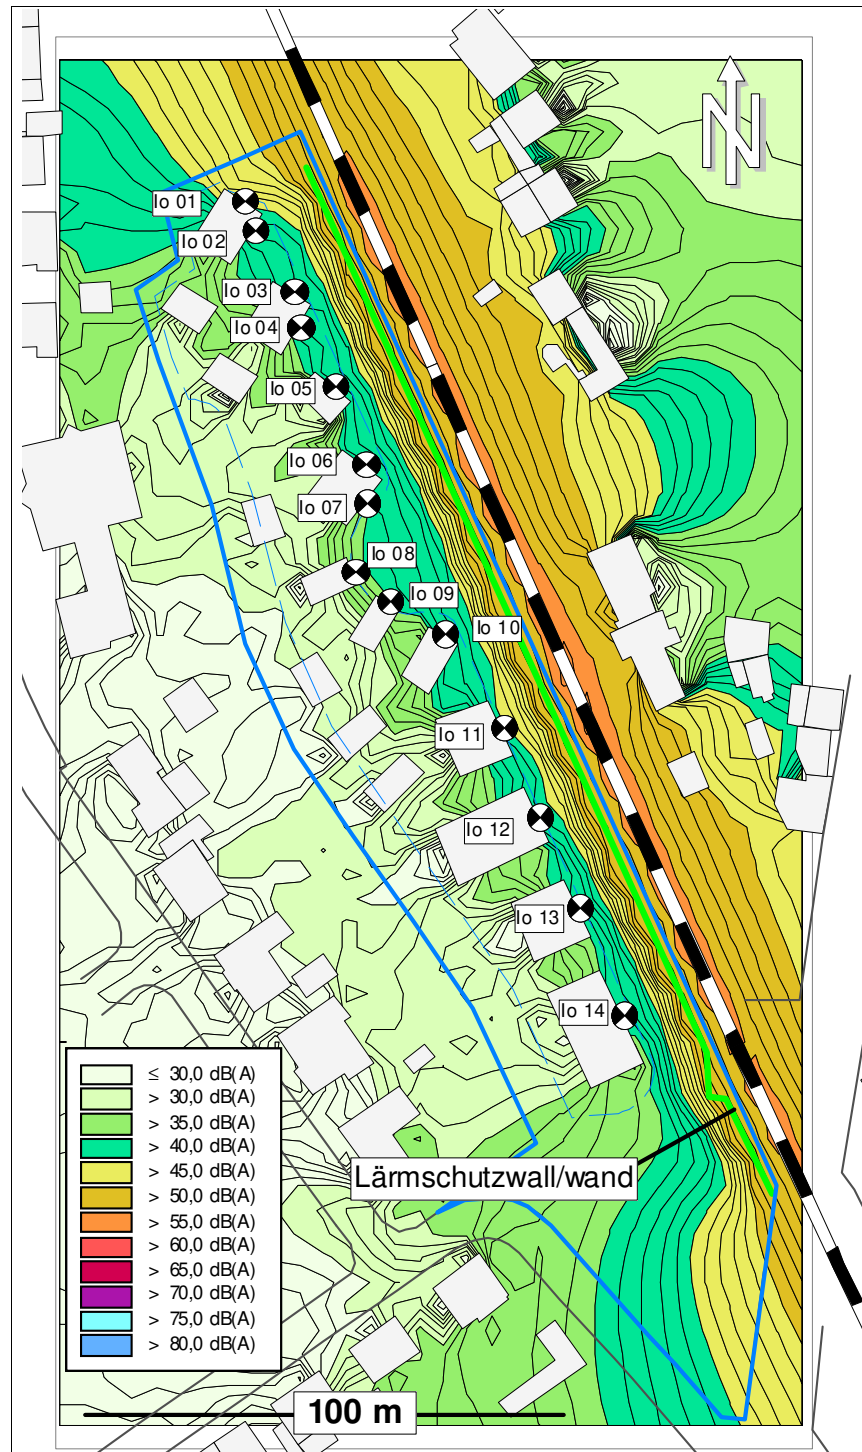 N
Io 01
Io 02
Io 03
Io 04
Io 05
Io 06
Io 07
Io 08
Io 09
Io 10
Io 11
Io 12
Io 13
Io 14
≤ 30,0 dB(A)
> 30,0 dB(A)
> 35,0 dB(A)
> 40,0 dB(A)
> 45,0 dB(A)
> 50,0 dB(A)
> 55,0 dB(A)
> 60,0 dB(A)
> 65,0 dB(A)
> 70,0 dB(A)
> 75,0 dB(A)
> 80,0 dB(A)
Lärmschutzwall/wand
100 m